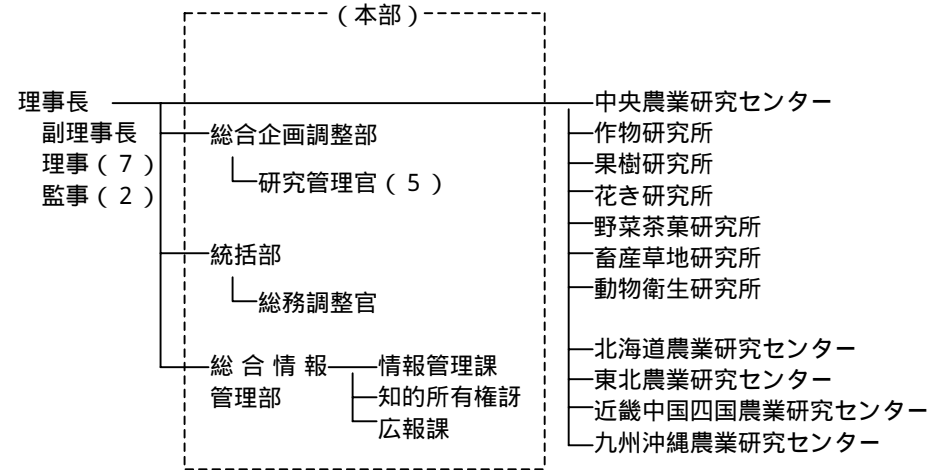 （本部）
理事長
副理事長
理事（７）
監事（２）
総合企画調整部
研究管理官（５）
統括部
総務調整官
総合情報
管理部
情報管理課
知的所有権訝
広報課
中央農業研究センター
作物研究所
果樹研究所
花き研究所
野菜茶菓研究所
畜産草地研究所
動物衛生研究所
北海道農業研究センター
東北農業研究センター
近畿中国四国農業研究センター
九州沖縄農業研究センター